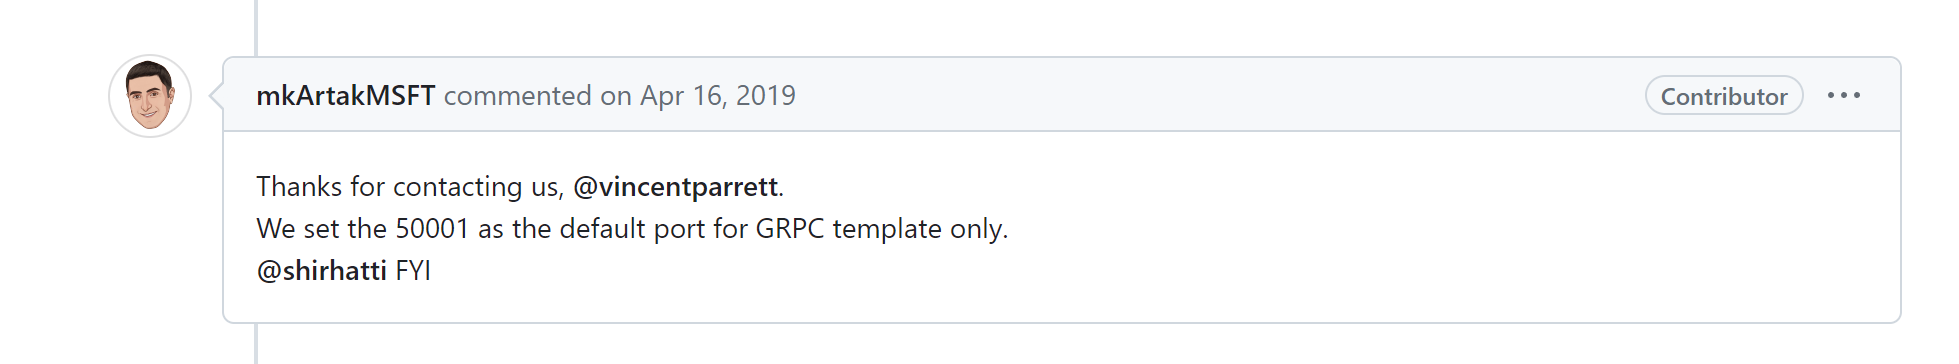 mkArtakMSFT commented on Apr 16, 2019 Contributor ...
Thanks for contacting us, @vincentparrett.
We set the 50001 as the default port for GRPC template only.
@shirhatti FYI